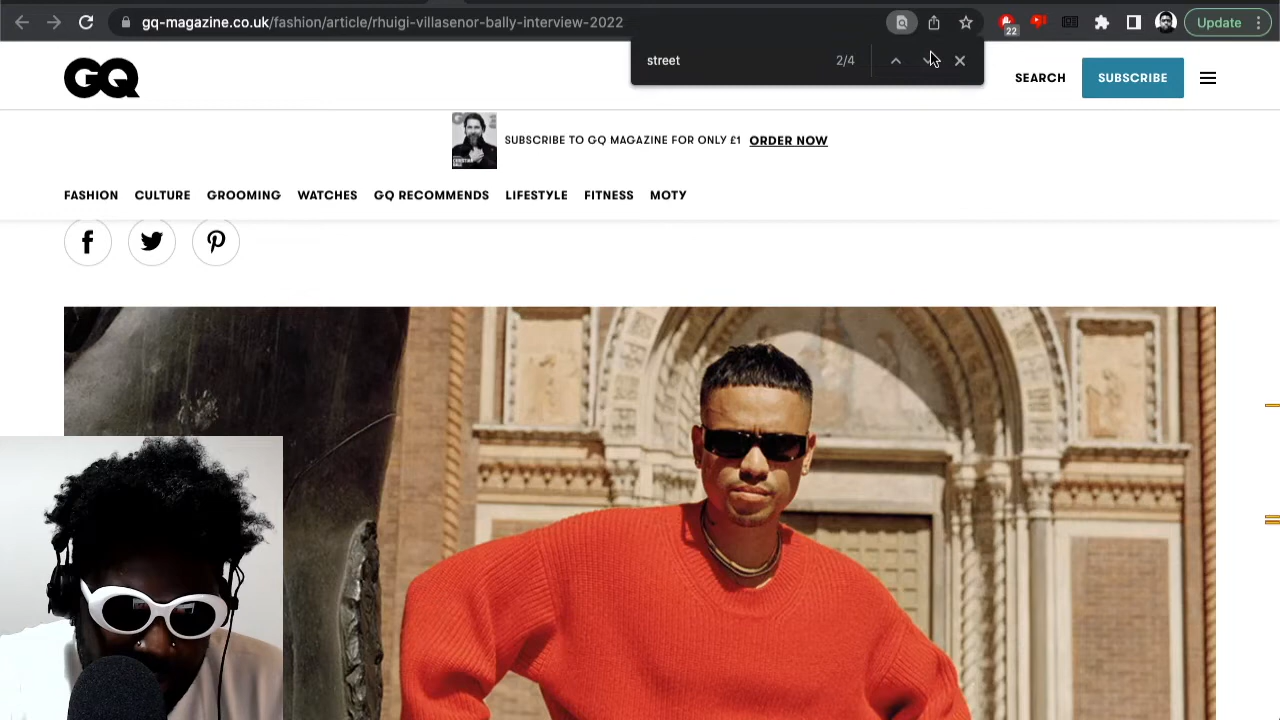 gq-magazine.co.uk/fashion/article/rhuigi-villasenor-bally-interview-2022
22
Update
street
2/4
GQ
SEARCH
SUBSCRIBE
SUBSCRIBE TO GQ MAGAZINE FOR ONLY £1 ORDER NOW
FASHION CULTURE GROOMING WATCHES GQ RECOMMENDS LIFESTYLE FITNESS MOTY